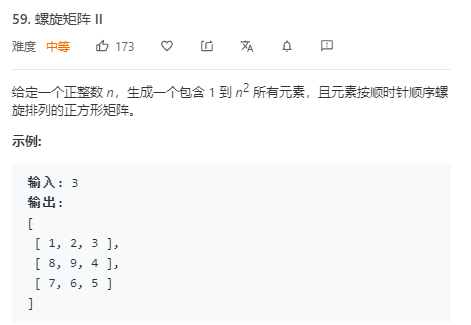 59. 螺旋矩阵 II
难度 中等 173
给定一个正整数 n，生成一个包含 1 到 n² 所有元素，且元素按顺时针顺序螺
旋排列的正方形矩阵。
示例:
输入: 3
输出:
[
 [ 1, 2, 3 ],
 [ 8, 9, 4 ],
 [ 7, 6, 5 ]
]